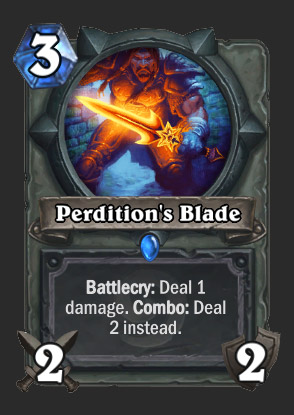 3
Perdition's Blade
Battlecry: Deal 1
damage. Combo: Deal
2 instead.
2
2